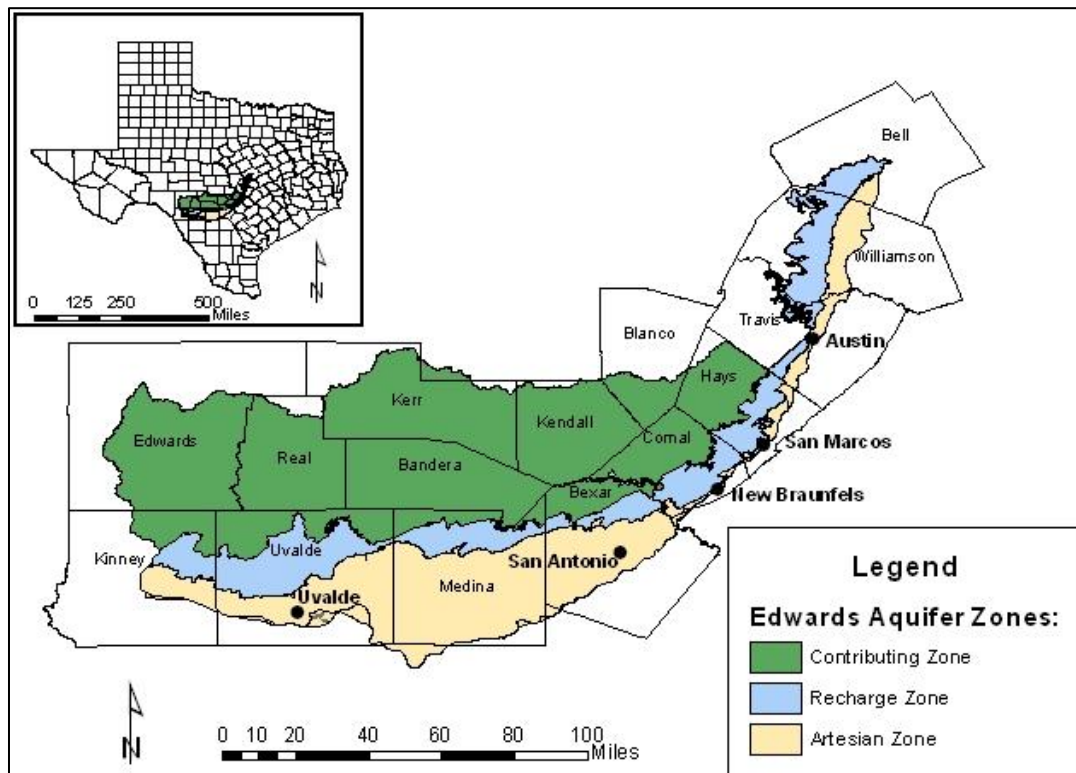 N
0 125 250 500
Miles
Bell
Williamson
Travis
Blanco
Austin
Hays
Kerr
Kendall
Comal
Edwards
Real
Bandera
San Marcos
Bexar
New Braunfels
Kinney
Uvalde
San Antonio
Medina
Uvalde
N
0 10 20 40 60 80 100
Miles
Legend
Edwards Aquifer Zones:
Contributing Zone
Recharge Zone
Artesian Zone